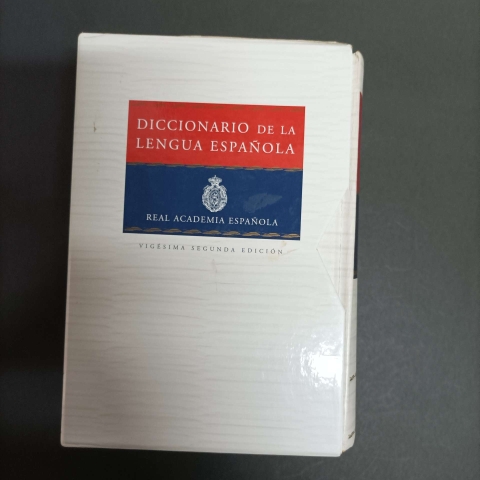 DICCIONARIO DE LA
LENGUA ESPAÑOLA
REAL ACADEMIA ESPAÑOLA
VIGÉSIMA SEGUNDA EDICIÓN